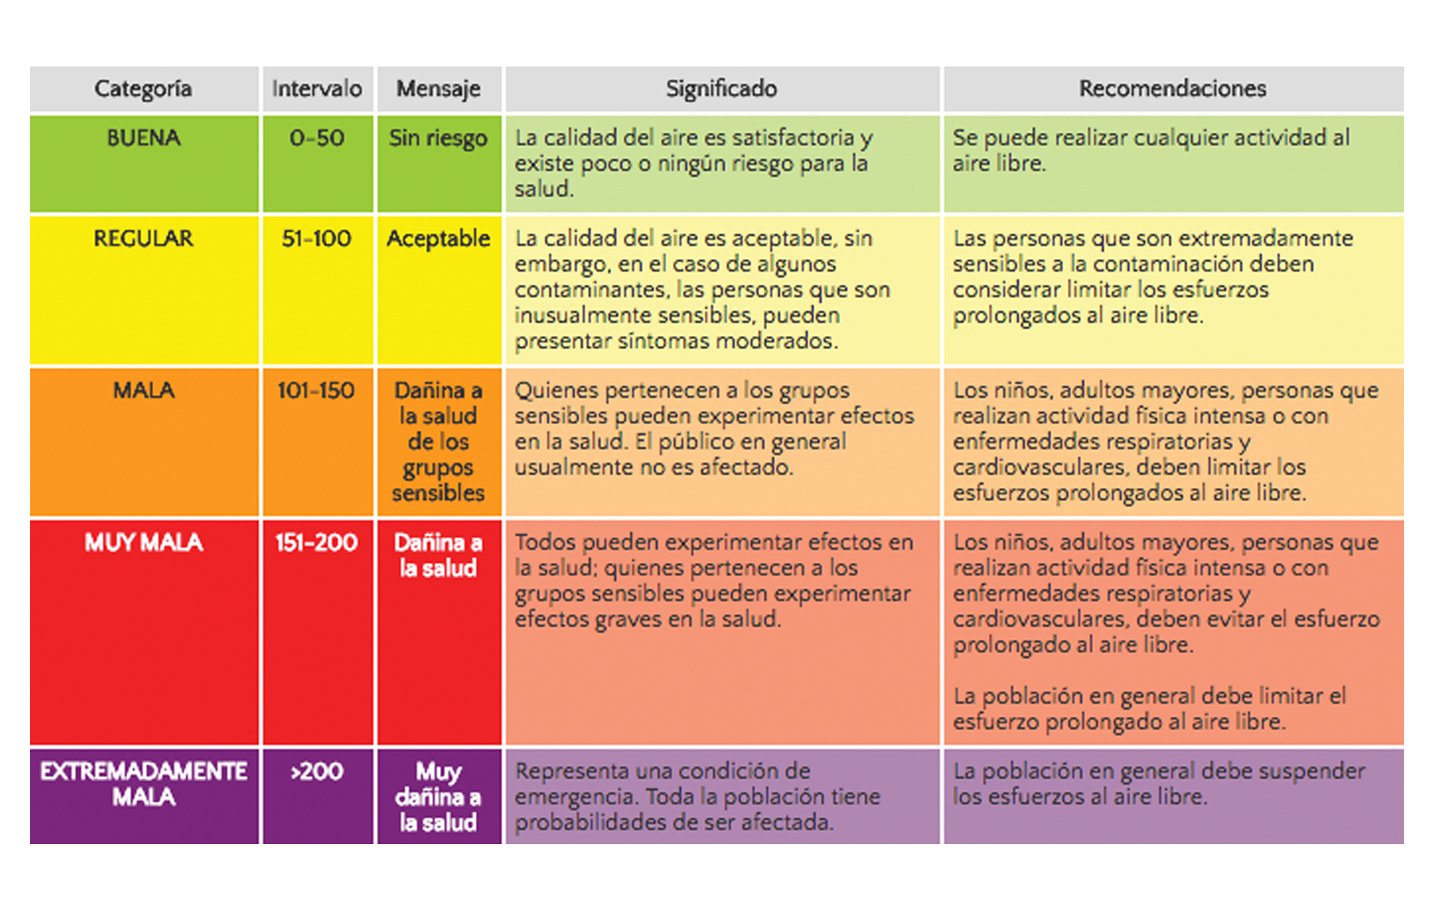 Categoría
Intervalo
Mensaje
Significado
Recomendaciones
BUENA
0-50
Sin riesgo
La calidad del aire es satisfactoria y
existe poco o ningún riesgo para la
salud.
Se puede realizar cualquier actividad al
aire libre.
REGULAR
51-100
Aceptable
La calidad del aire es aceptable, sin
embargo, en el caso de algunos
contaminantes, las personas que son
inusualmente sensibles, pueden
presentar síntomas moderados.
Las personas que son extremadamente
sensibles a la contaminación deben
considerar limitar los esfuerzos
prolongados al aire libre.
MALA
101-150
Dañina a
la salud
de los
grupos
sensibles
Quienes pertenecen a los grupos
sensibles pueden experimentar efectos
en la salud. El público en general
usualmente no es afectado.
Los niños, adultos mayores, personas que
realizan actividad física intensa o con
enfermedades respiratorias y
cardiovasculares, deben limitar los
esfuerzos prolongados al aire libre.
MUY MALA
151-200
Dañina a
la salud
Todos pueden experimentar efectos en
la salud; quienes pertenecen a los
grupos sensibles pueden experimentar
efectos graves en la salud.
Los niños, adultos mayores, personas que
realizan actividad física intensa o con
enfermedades respiratorias y
cardiovasculares, deben evitar el esfuerzo
prolongado al aire libre.
La población en general debe limitar el
esfuerzo prolongado al aire libre.
EXTREMADAMENTE
MALA
>200
Muy
dañina a
la salud
Representa una condición de
emergencia. Toda la población tiene
probabilidades de ser afectada.
La población en general debe suspender
los esfuerzos al aire libre.